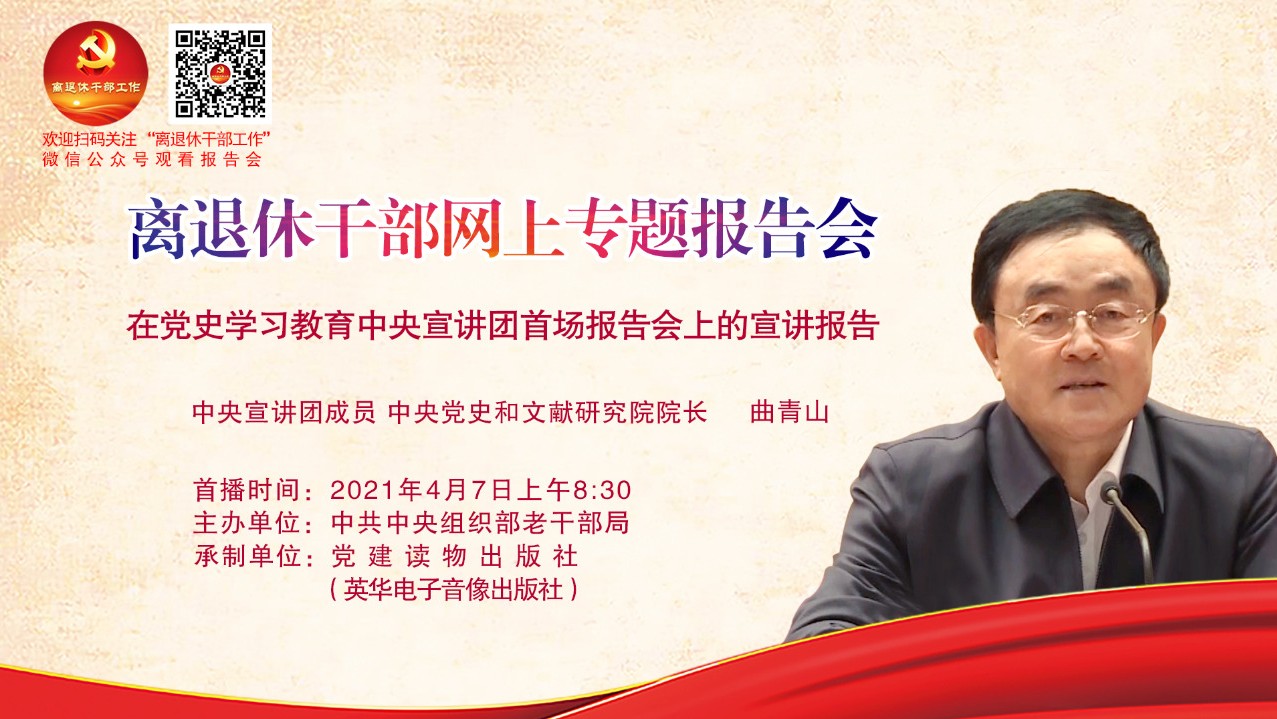 离退休干部工作
欢迎扫码关注 “离退休干部工作”
微信公众号观看报告会
离退休干部网上专题报告会
在党史学习教育中央宣讲团首场报告会上的宣讲报告
中央宣讲团成员 中央党史和文献研究院院长 曲青山
首播时间：2021年4月7日上午8:30
主办单位：中共中央组织部老干部局
承制单位：党建读物出版社
（英华电子音像出版社）